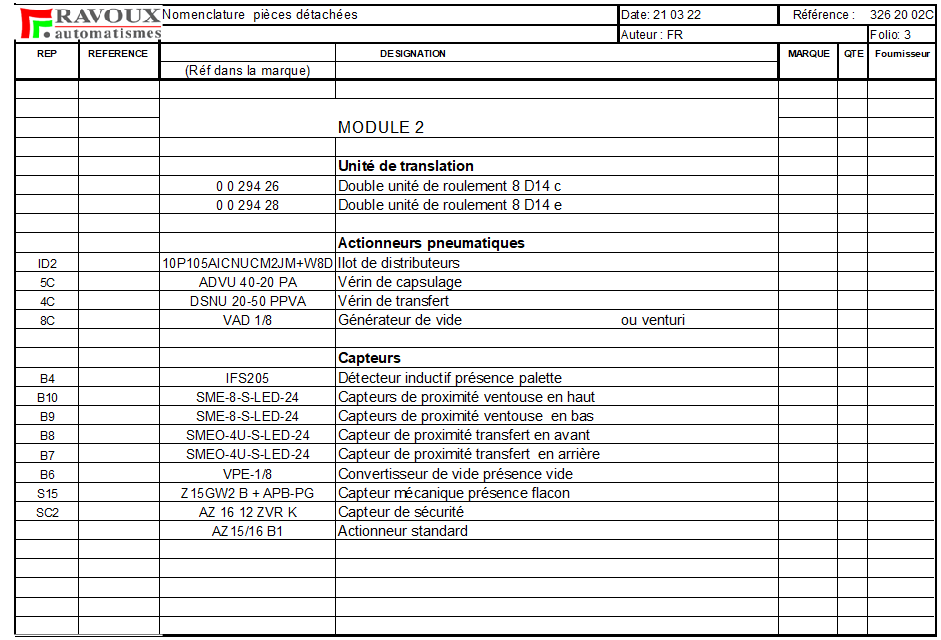 RAVOUX Nomenclature pièces détachées Date: 21 03 22 Référence : 326 20 02C
automatismes Auteur : FR Folio: 3
REP REFERENCE DESIGNATION MARQUE QTE Fournisseur
(Réf dans la marque)
MODULE 2
Unité de translation
0 0 294 26 Double unité de roulement 8 D14 c
0 0 294 28 Double unité de roulement 8 D14 e
Actionneurs pneumatiques
ID2 10P105AICNUCM2JM+W8D Ilot de distributeurs
5C ADVU 40-20 PA Vérin de capsulage
4C DSNU 20-50 PPVA Vérin de transfert
8C VAD 1/8 Générateur de vide ou venturi
Capteurs
B4 IFS205 Détecteur inductif présence palette
B10 SME-8-S-LED-24 Capteurs de proximité ventouse en haut
B9 SME-8-S-LED-24 Capteurs de proximité ventouse en bas
B8 SMEO-4U-S-LED-24 Capteur de proximité transfert en avant
B7 SMEO-4U-S-LED-24 Capteur de proximité transfert en arrière
B6 VPE-1/8 Convertisseur de vide présence vide
S15 Z15GW2 B + APB-PG Capteur mécanique présence flacon
SC2 AZ 16 12 ZVR K Capteur de sécurité
AZ15/16 B1 Actionneur standard